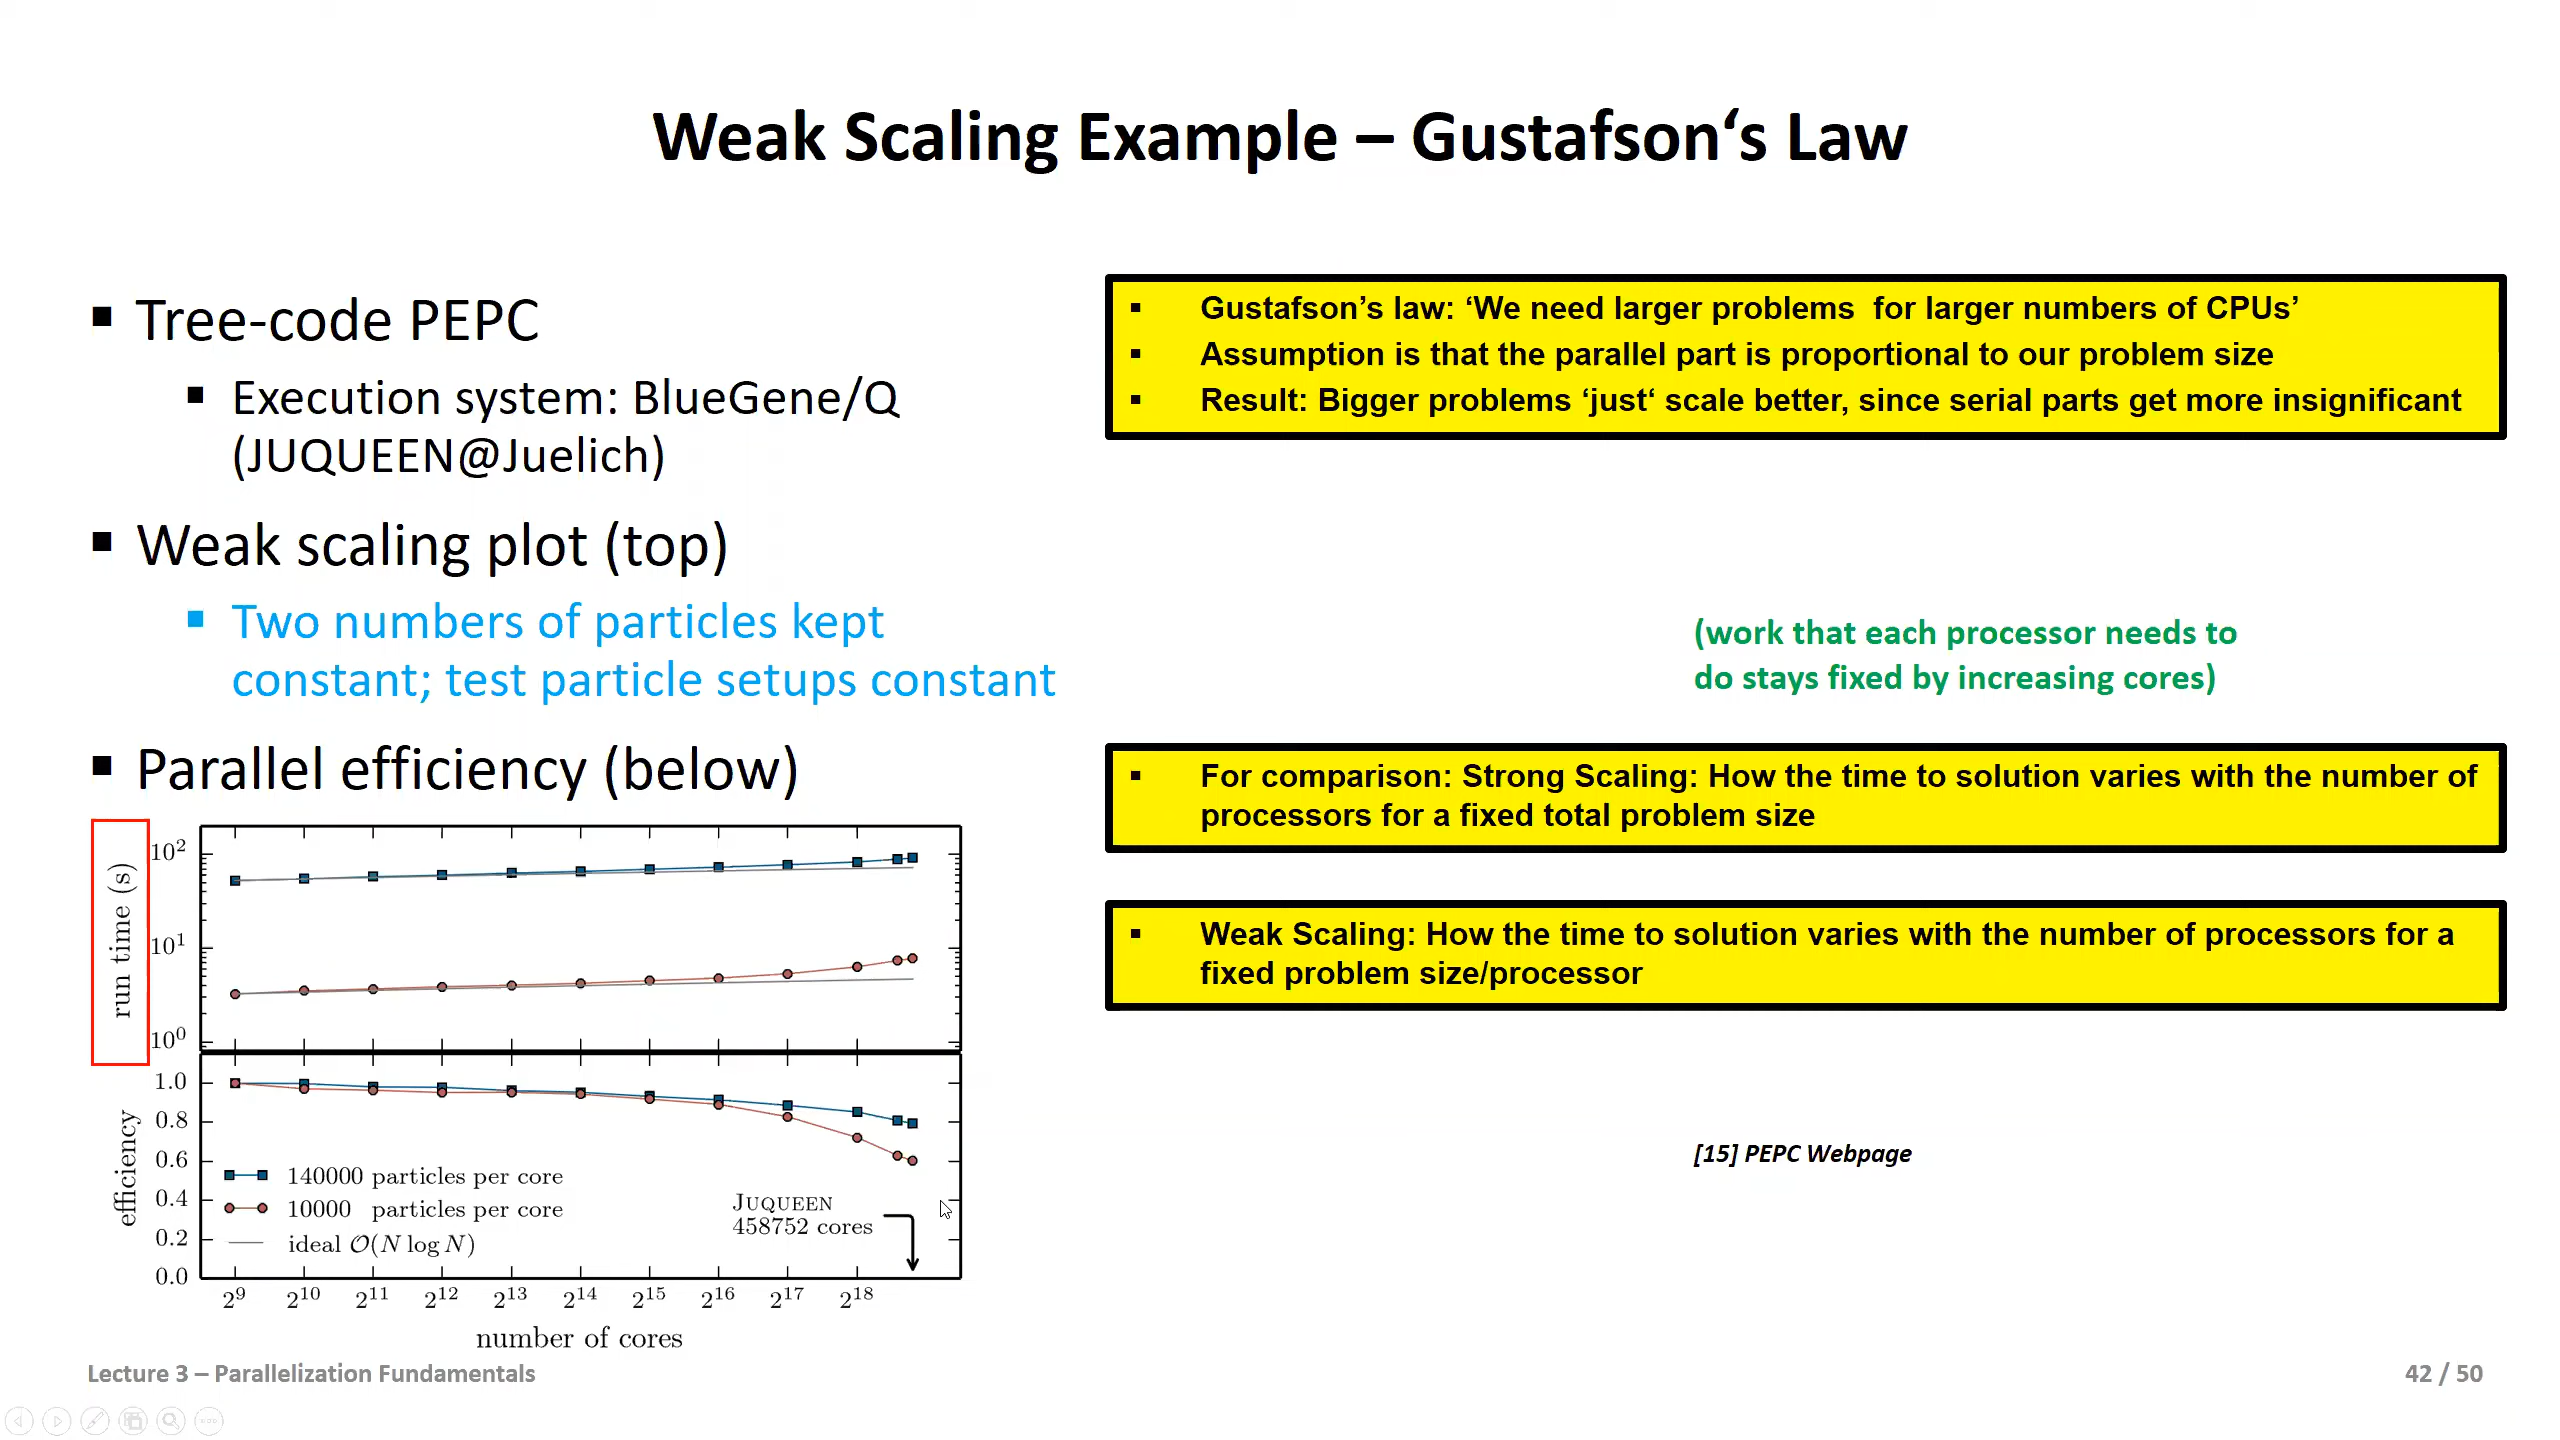 Weak Scaling Example – Gustafson‘s Law
▪ Tree-code PEPC
▪ Execution system: BlueGene/Q
(JUQUEEN@Juelich)
▪ Weak scaling plot (top)
▪ Two numbers of particles kept
constant; test particle setups constant
▪ Parallel efficiency (below)
run time (s)
10²
10¹
10⁰
efficiency
1.0
0.8
0.6
0.4
0.2
0.0
140000 particles per core
10000 particles per core
ideal 𝒪(N log N)
JUQUEEN
458752 cores
2⁹ 2¹⁰ 2¹¹ 2¹² 2¹³ 2¹⁴ 2¹⁵ 2¹⁶ 2¹⁷ 2¹⁸
number of cores
▪ Gustafson’s law: ‘We need larger problems for larger numbers of CPUs’
▪ Assumption is that the parallel part is proportional to our problem size
▪ Result: Bigger problems ‘just‘ scale better, since serial parts get more insignificant
(work that each processor needs to
do stays fixed by increasing cores)
▪ For comparison: Strong Scaling: How the time to solution varies with the number of
processors for a fixed total problem size
▪ Weak Scaling: How the time to solution varies with the number of processors for a
fixed problem size/processor
[15] PEPC Webpage
Lecture 3 – Parallelization Fundamentals
42 / 50